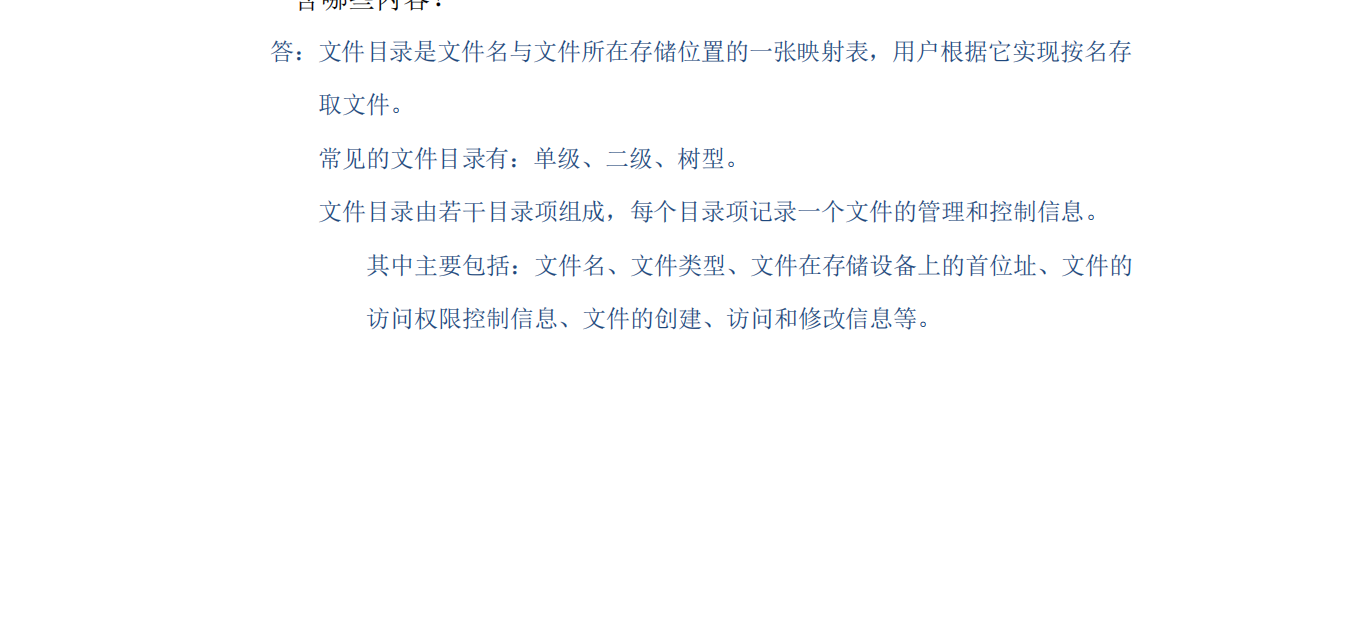 含哪些内容？
答：文件目录是文件名与文件所在存储位置的一张映射表，用户根据它实现按名存
取文件。
常见的文件目录有：单级、二级、树型。
文件目录由若干目录项组成，每个目录项记录一个文件的管理和控制信息。
其中主要包括：文件名、文件类型、文件在存储设备上的首位址、文件的
访问权限控制信息、文件的创建、访问和修改信息等。